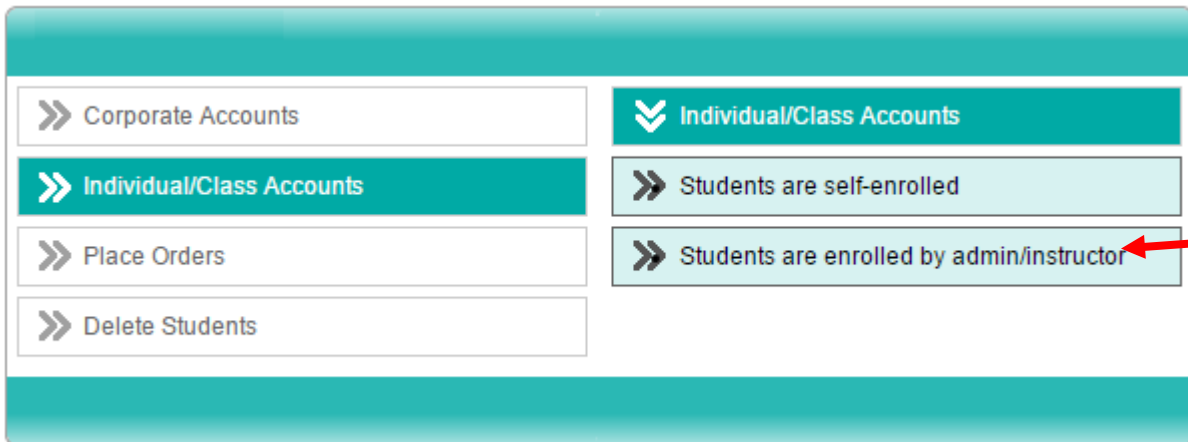 Corporate Accounts
Individual/Class Accounts
Place Orders
Delete Students
Individual/Class Accounts
Students are self-enrolled
Students are enrolled by admin/instructor